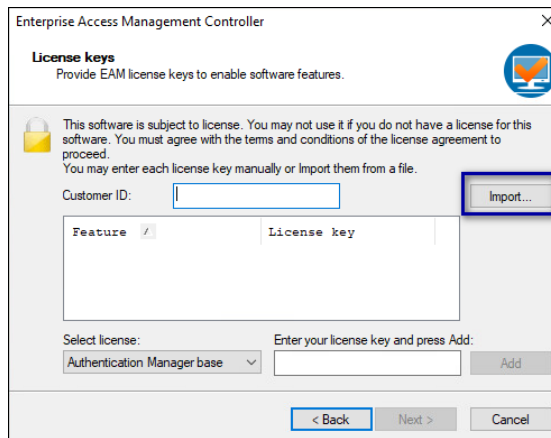 Enterprise Access Management Controller
License keys
Provide EAM license keys to enable software features.
This software is subject to license. You may not use it if you do not have a license for this
software. You must agree with the terms and conditions of the license agreement to
proceed.
You may enter each license key manually or Import them from a file.
Customer ID:
Import...
Feature / License key
Select license: Enter your license key and press Add:
Authentication Manager base Add
< Back Next > Cancel